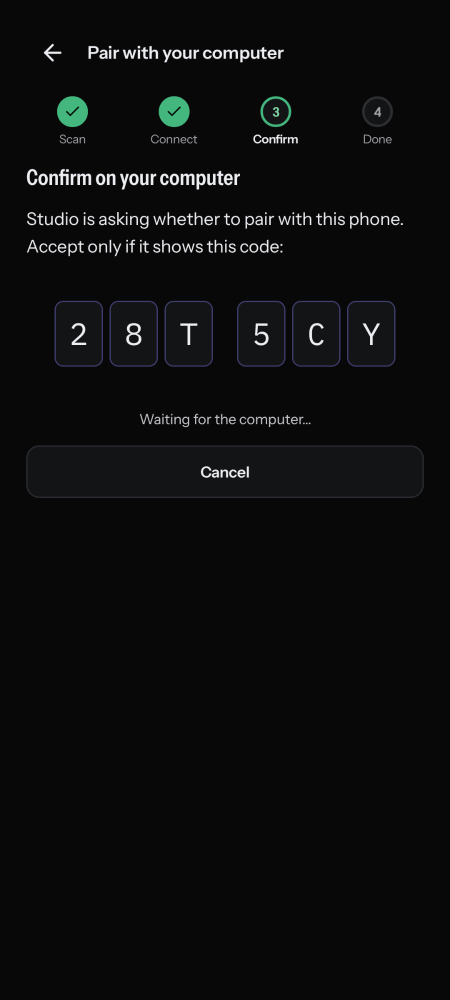 Pair with your computer
3
4
Scan
Connect
Confirm
Done
Confirm on your computer
Studio is asking whether to pair with this phone.
Accept only if it shows this code:
2 8 T 5 C Y
Waiting for the computer...
Cancel